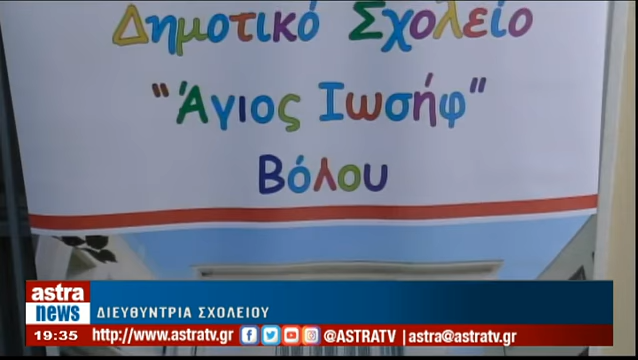 Δημοτικό Σχολείο
"Άγιος Ιωσήφ"
Βόλου
astra
news
ΔΙΕΥΘΥΝΤΡΙΑ ΣΧΟΛΕΙΟΥ
19:35
http://www.astratv.gr
@ASTRATV | astra@astratv.gr